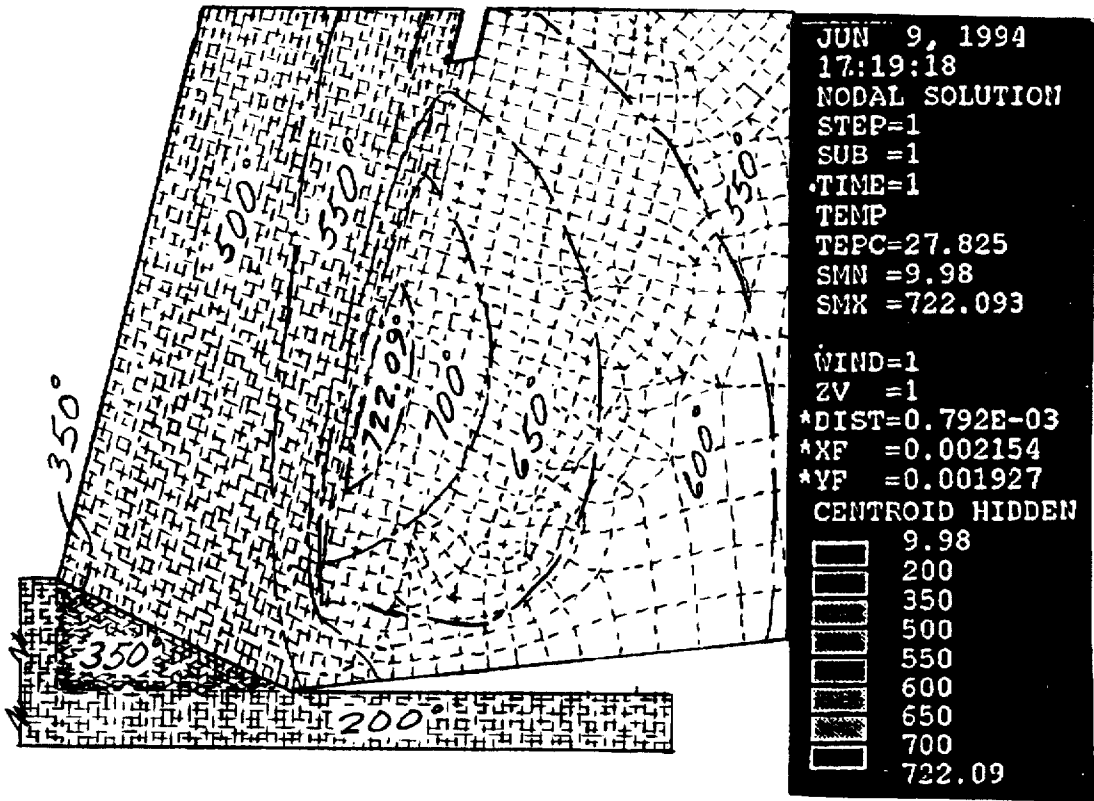 JUN 9, 1994
17:19:18
NODAL SOLUTION
STEP=1
SUB =1
TIME=1
TEMP
TEPC=27.825
SMN =9.98
SMX =722.093
WIND=1
ZV =1
*DIST=0.792E-03
*XF =0.002154
*YF =0.001927
CENTROID HIDDEN
9.98
200
350
500
550
600
650
700
722.09
500°
550°
550°
722.09°
700°
650°
600°
350°
350°
200°